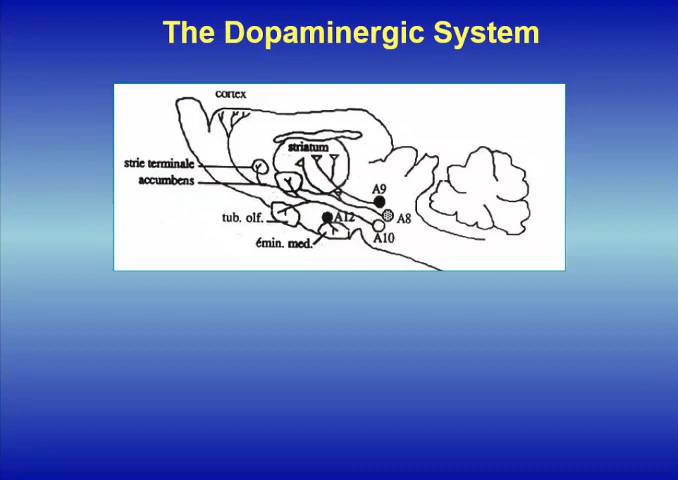 The Dopaminergic System
cortex
striatum
strie terminale
accumbens
A9
tub. olf.
A12
A8
émin. med.
A10